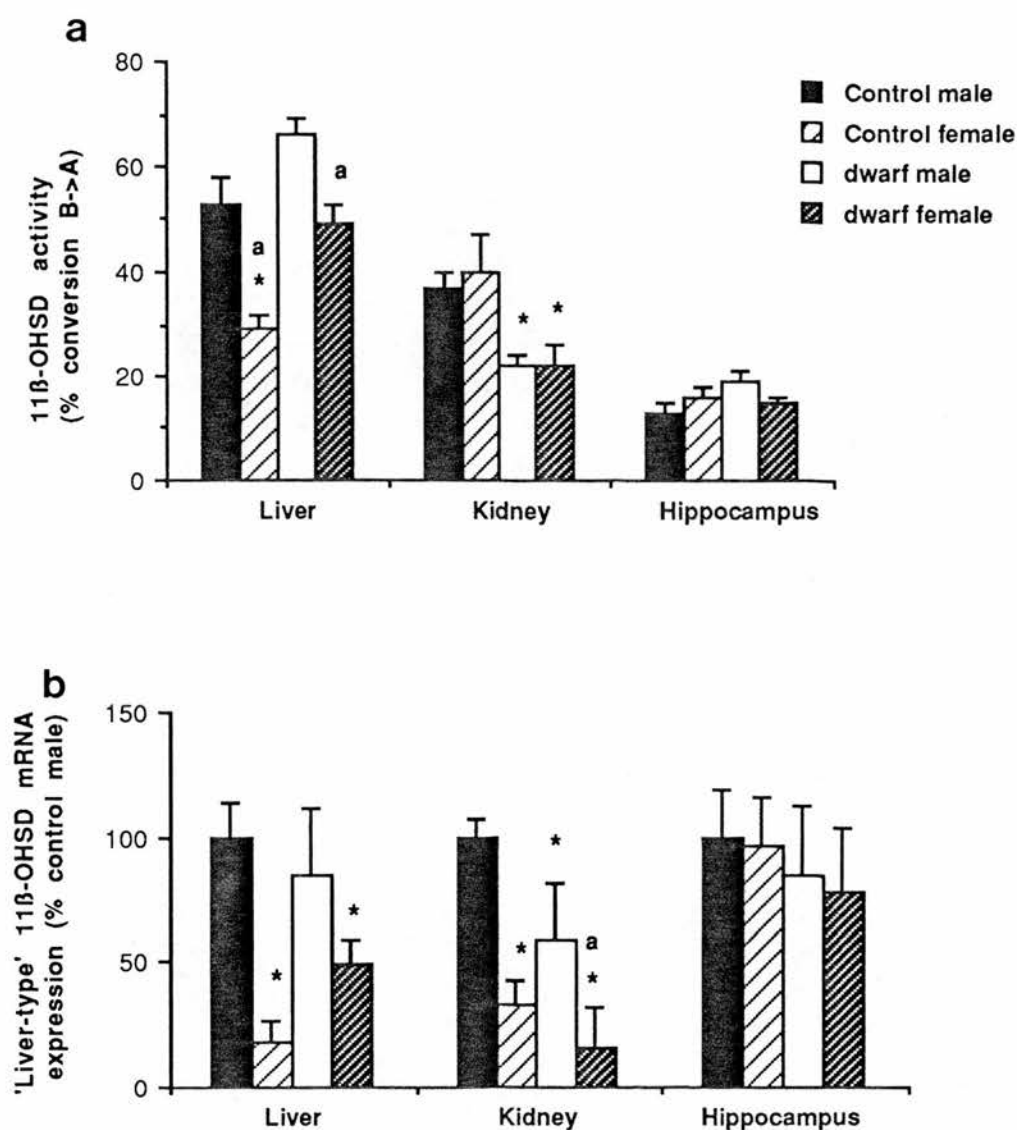 a
11ß-OHSD activity
(% conversion B->A)
80
60
40
20
0
a
*
a
*
*
Liver
Kidney
Hippocampus
Control male
Control female
dwarf male
dwarf female
b
'Liver-type' 11ß-OHSD mRNA
expression (% control male)
150
100
50
0
*
*
*
*
a
*
Liver
Kidney
Hippocampus